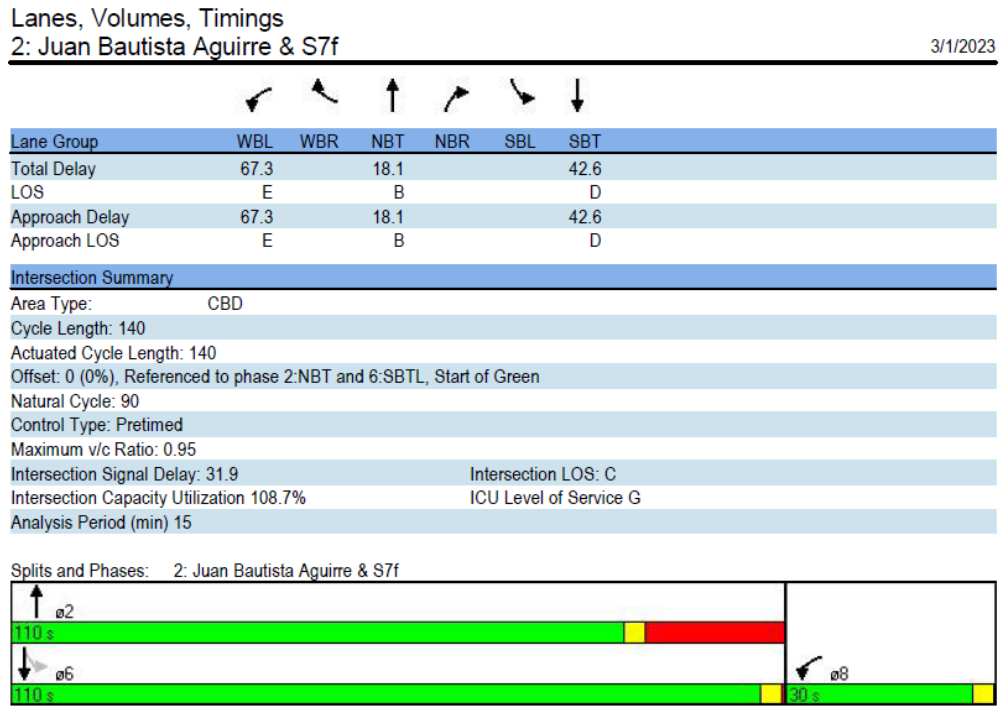 Lanes, Volumes, Timings
2: Juan Bautista Aguirre & S7f 3/1/2023
Lane Group WBL WBR NBT NBR SBL SBT
Total Delay 67.3 18.1 42.6
LOS E B D
Approach Delay 67.3 18.1 42.6
Approach LOS E B D
Intersection Summary
Area Type: CBD
Cycle Length: 140
Actuated Cycle Length: 140
Offset: 0 (0%), Referenced to phase 2:NBT and 6:SBTL, Start of Green
Natural Cycle: 90
Control Type: Pretimed
Maximum v/c Ratio: 0.95
Intersection Signal Delay: 31.9 Intersection LOS: C
Intersection Capacity Utilization 108.7% ICU Level of Service G
Analysis Period (min) 15
Splits and Phases: 2: Juan Bautista Aguirre & S7f
ø2
110 s
ø6 ø8
110 s 30 s